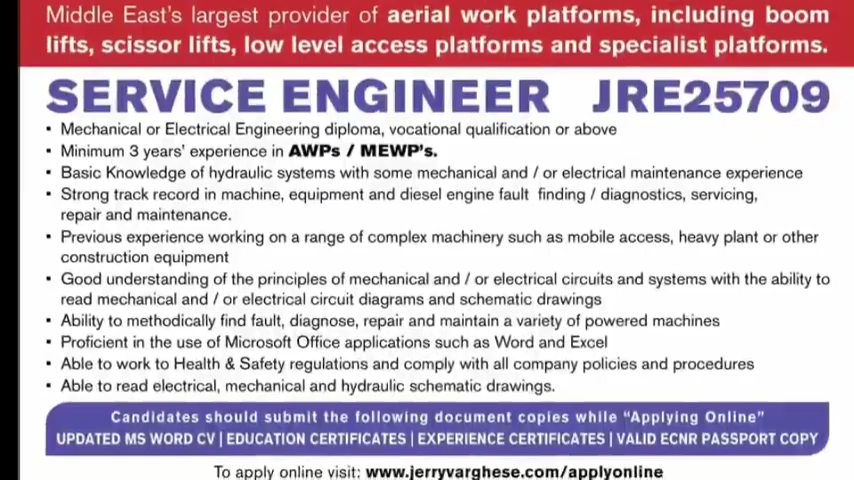 Middle East's largest provider of aerial work platforms, including boom
lifts, scissor lifts, low level access platforms and specialist platforms.
SERVICE ENGINEER JRE25709
• Mechanical or Electrical Engineering diploma, vocational qualification or above
• Minimum 3 years' experience in AWPs / MEWP's.
• Basic Knowledge of hydraulic systems with some mechanical and / or electrical maintenance experience
• Strong track record in machine, equipment and diesel engine fault finding / diagnostics, servicing,
repair and maintenance.
• Previous experience working on a range of complex machinery such as mobile access, heavy plant or other
construction equipment
• Good understanding of the principles of mechanical and / or electrical circuits and systems with the ability to
read mechanical and / or electrical circuit diagrams and schematic drawings
• Ability to methodically find fault, diagnose, repair and maintain a variety of powered machines
• Proficient in the use of Microsoft Office applications such as Word and Excel
• Able to work to Health & Safety regulations and comply with all company policies and procedures
• Able to read electrical, mechanical and hydraulic schematic drawings.
Candidates should submit the following document copies while "Applying Online"
UPDATED MS WORD CV | EDUCATION CERTIFICATES | EXPERIENCE CERTIFICATES | VALID ECNR PASSPORT COPY
To apply online visit: www.jerryvarghese.com/applyonline